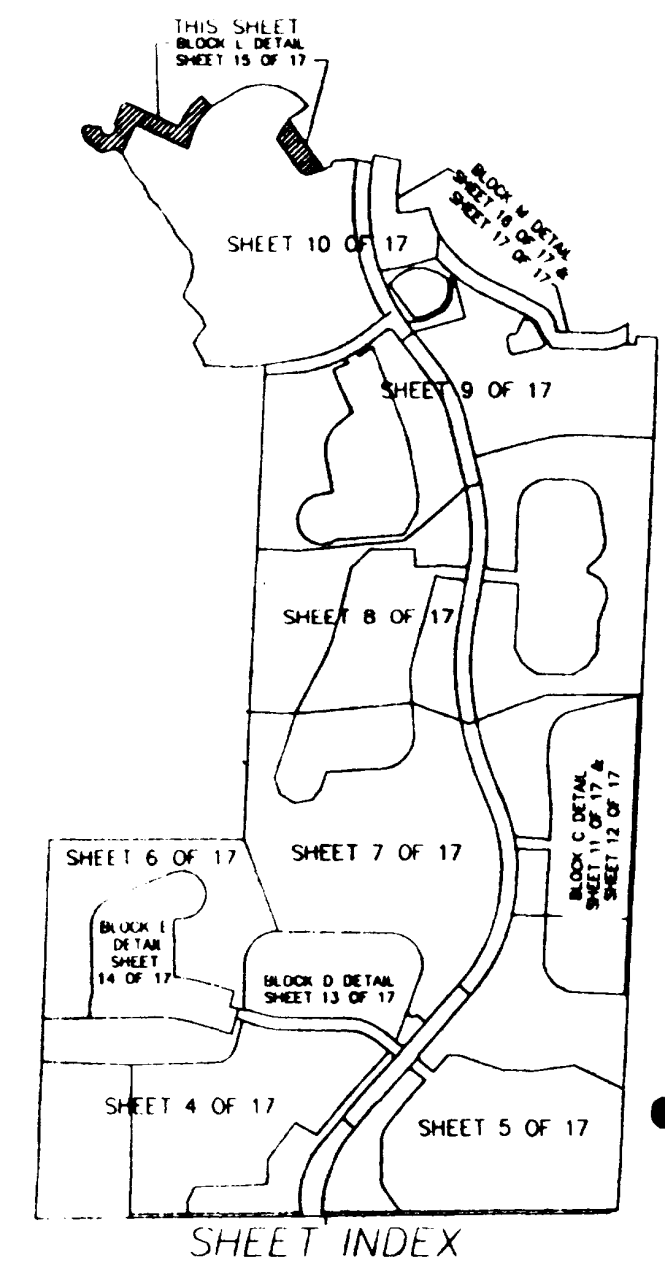 THIS SHEET
BLOCK L DETAIL
SHEET 15 OF 17
BLOCK M DETAIL
SHEET 16 OF 17 &
SHEET 17 OF 17
SHEET 10 OF 17
SHEET 9 OF 17
SHEET 8 OF 17
BLOCK C DETAIL
SHEET 11 OF 17 &
SHEET 12 OF 17
SHEET 6 OF 17
SHEET 7 OF 17
BLOCK E
DETAIL
SHEET
14 OF 17
BLOCK D DETAIL
SHEET 13 OF 17
SHEET 4 OF 17
SHEET 5 OF 17
SHEET INDEX